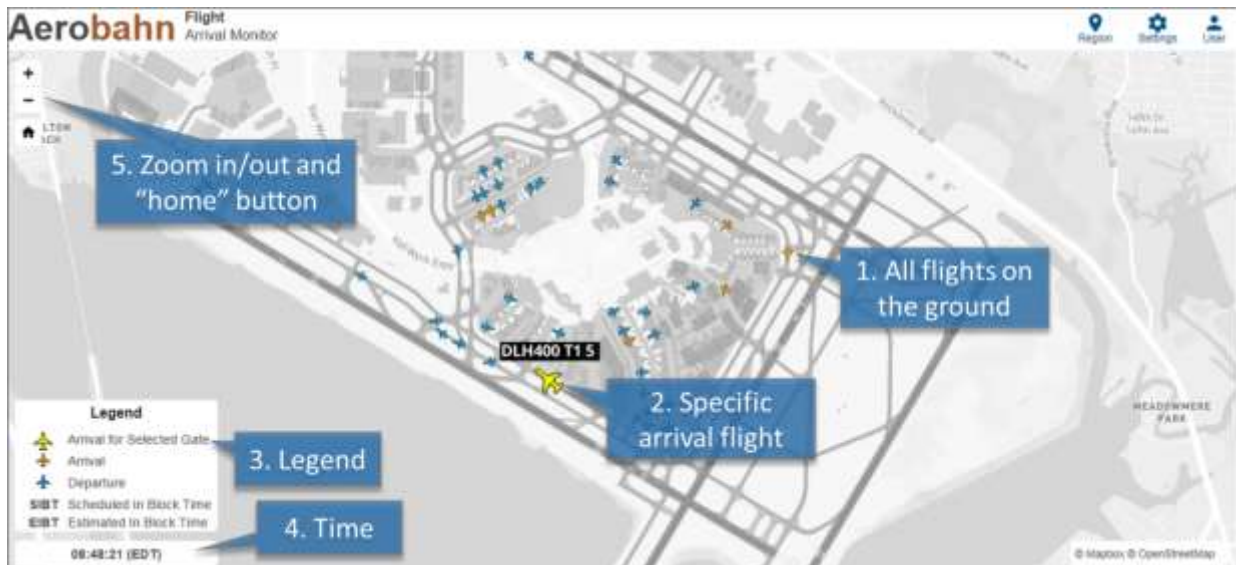 Aerobahn Flight
Arrival Monitor
Region Settings User
+
−
5. Zoom in/out and
“home” button
1. All flights on
the ground
DLH400 T1 5
2. Specific
arrival flight
MEADOWMERE
PARK
Legend
Arrival for Selected Gate
Arrival
Departure
SIBT Scheduled In Block Time
EIBT Estimated In Block Time
3. Legend
4. Time
08:48:21 (EDT)
© Mapbox © OpenStreetMap